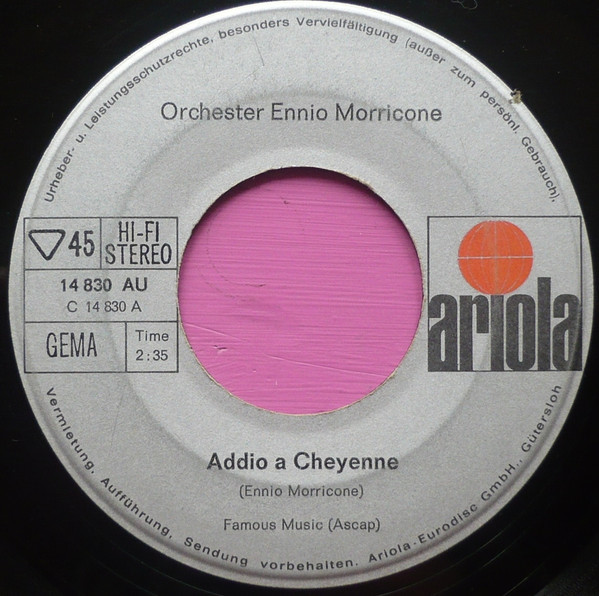 Urheber- u. Leistungsschutzrechte, besonders Vervielfältigung (außer zum persönl. Gebrauch),
Orchester Ennio Morricone
45
HI-FI
STEREO
14 830 AU
C 14 830 A
GEMA
Time
2:35
ariola
Addio a Cheyenne
(Ennio Morricone)
Famous Music (Ascap)
Vermietung, Aufführung, Sendung vorbehalten. Ariola-Eurodisc GmbH., Gütersloh